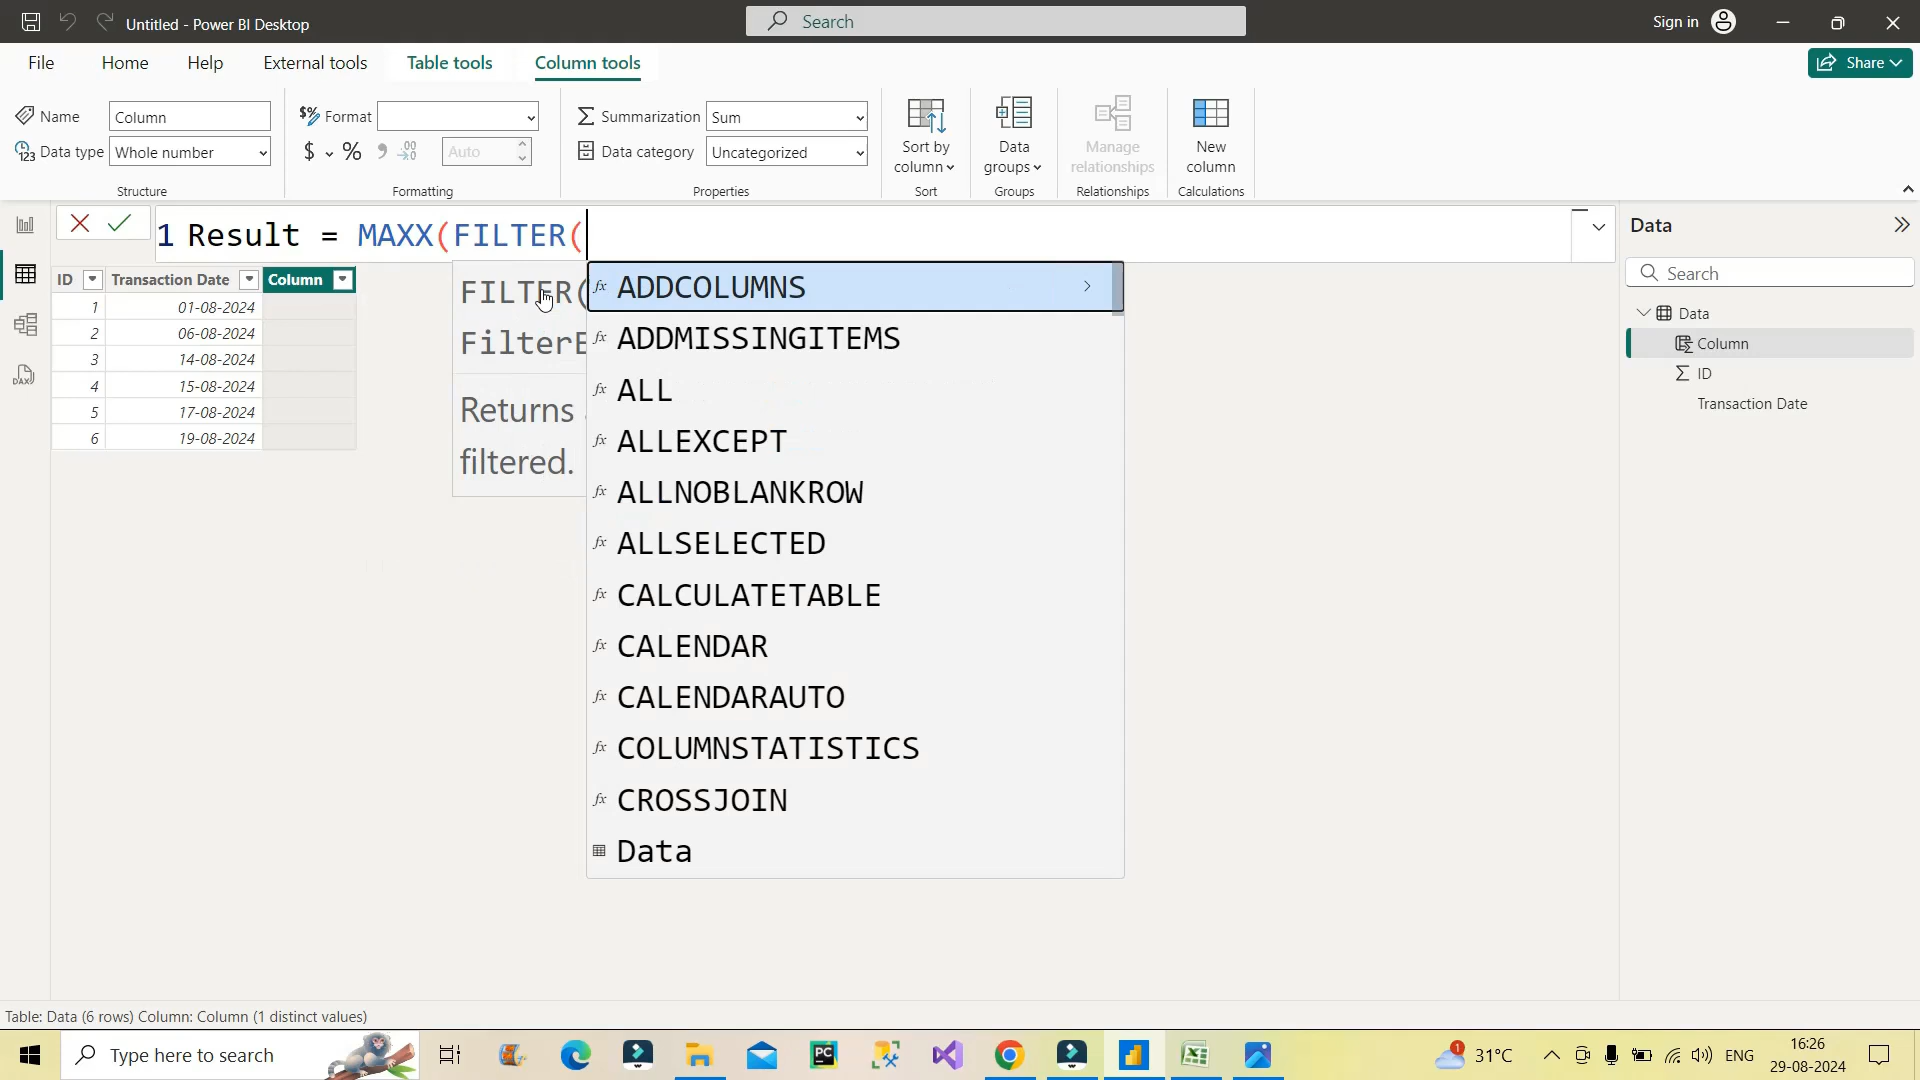 Untitled - Power BI Desktop
Search
Sign in
File
Home
Help
External tools
Table tools
Column tools
Share
Name
Column
Format
Summarization
Sum
Data type
Whole number
$
%
Auto
Data category
Uncategorized
Sort by
column
Data
groups
Manage
relationships
New
column
Structure
Formatting
Properties
Sort
Groups
Relationships
Calculations
1 Result = MAXX(FILTER(
FILTER(
FilterE
Returns
filtered.
ADDCOLUMNS
ADDMISSINGITEMS
ALL
ALLEXCEPT
ALLNOBLANKROW
ALLSELECTED
CALCULATETABLE
CALENDAR
CALENDARAUTO
COLUMNSTATISTICS
CROSSJOIN
Data
ID Transaction Date Column
1 01-08-2024
2 06-08-2024
3 14-08-2024
4 15-08-2024
5 17-08-2024
6 19-08-2024
Data
Search
Data
Column
ID
Transaction Date
Table: Data (6 rows) Column: Column (1 distinct values)
Type here to search
31°C
ENG
16:26
29-08-2024